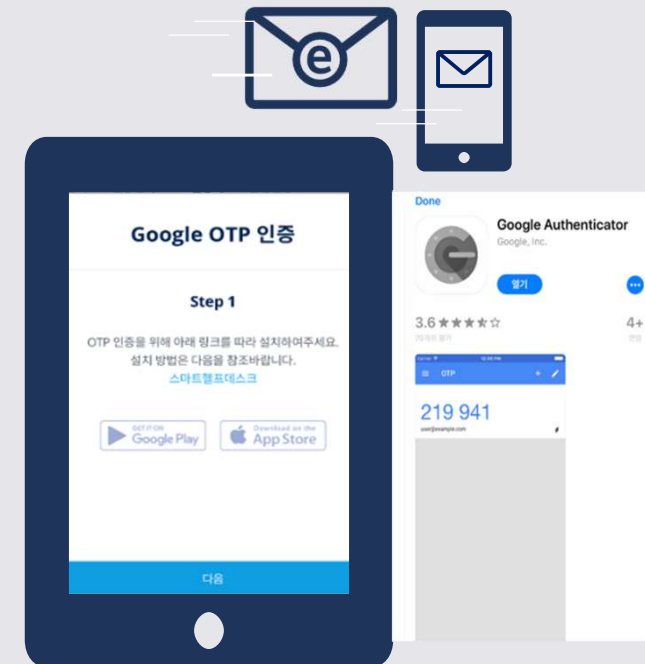 e
Google OTP 인증
Step 1
OTP 인증을 위해 아래 링크를 따라 설치하여주세요.
설치 방법은 다음을 참조바랍니다.
스마트헬프데스크
GET IT ON
Google Play
Download on the
App Store
다음
Done
Google Authenticator
Google, Inc.
열기
3.6★★★★☆
4+
OTP
219 941
user@example.com